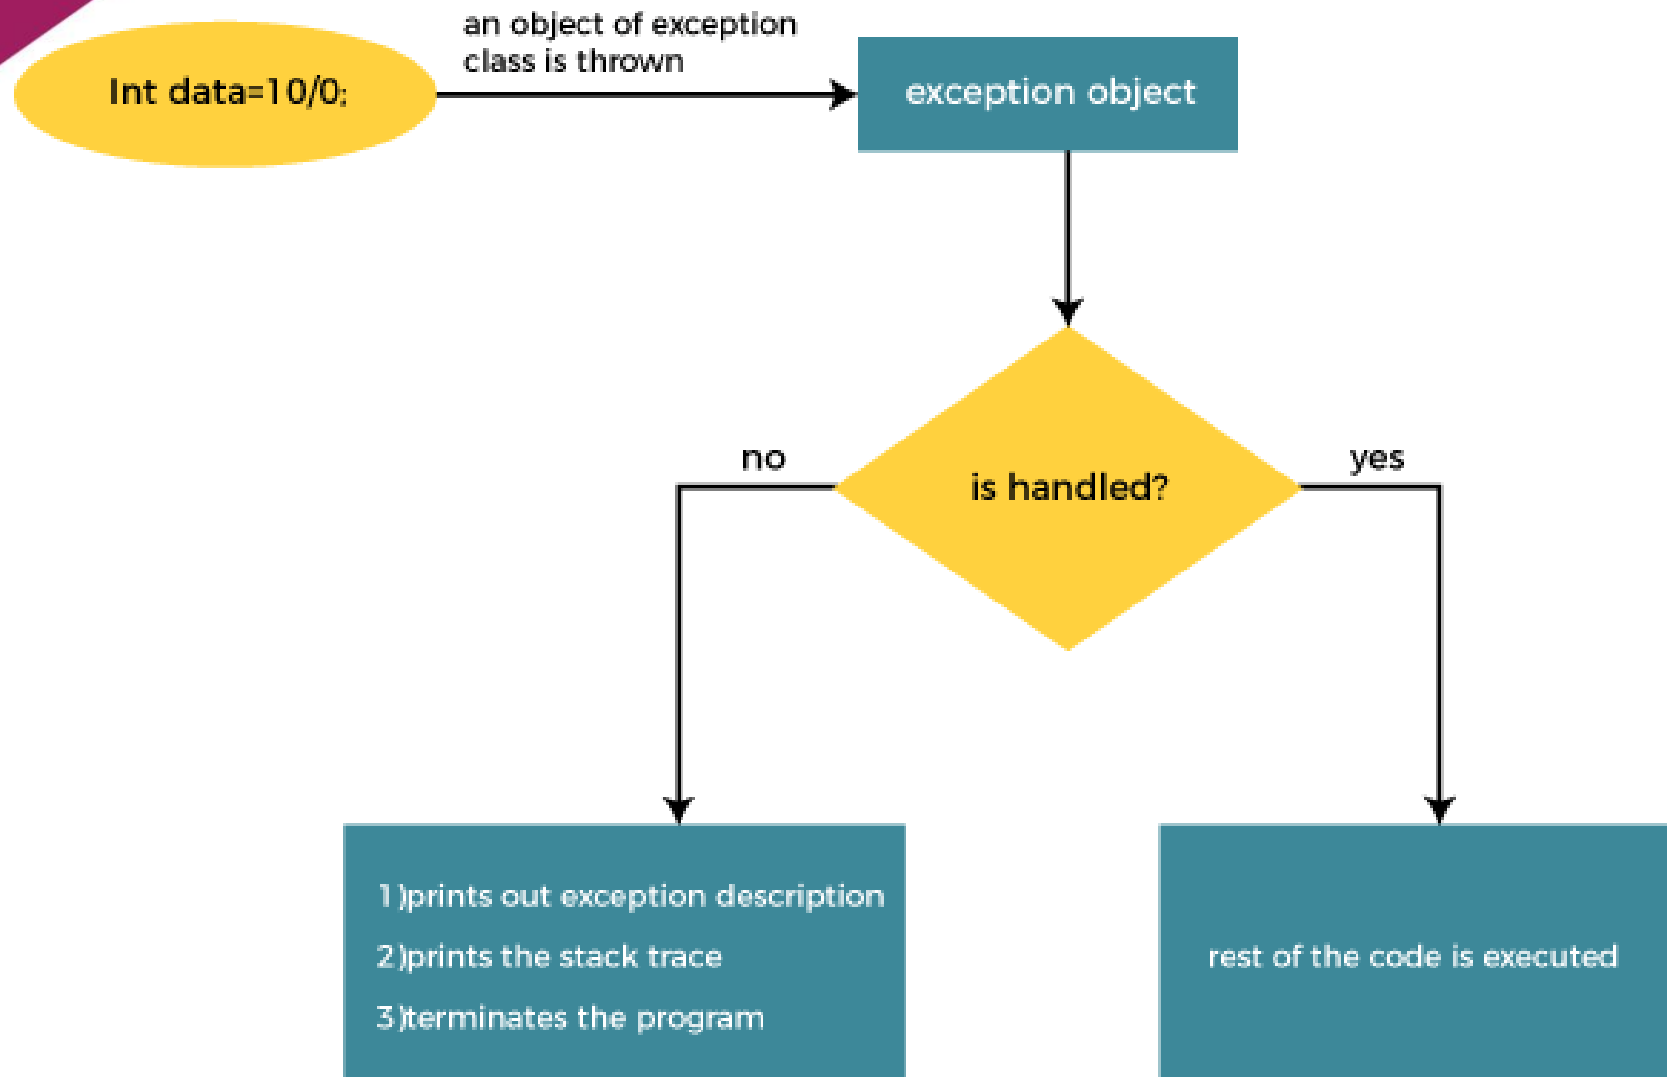 an object of exception
class is thrown
Int data=10/0;
exception object
no
is handled?
yes
1)prints out exception description
2)prints the stack trace
3)terminates the program
rest of the code is executed